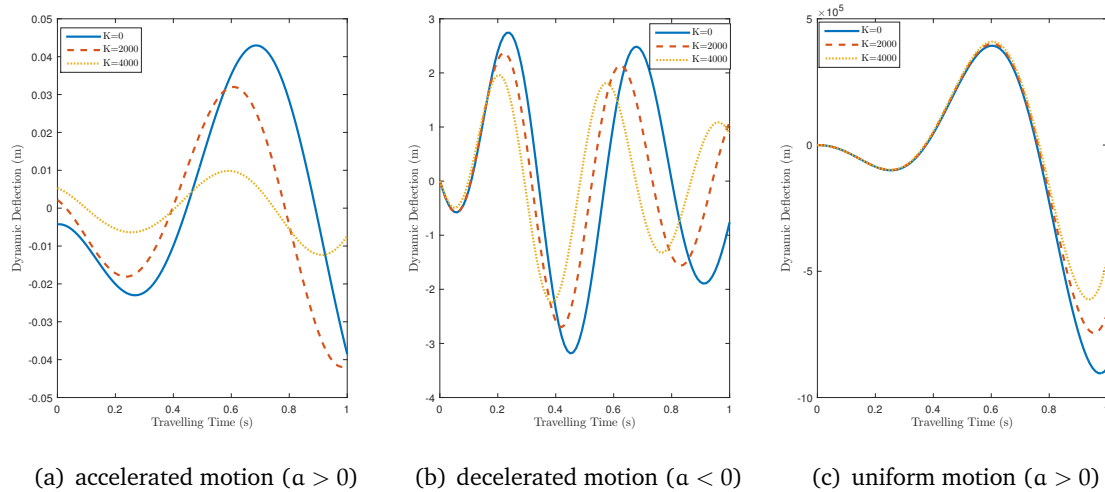 0.05
0.04
0.03
0.02
0.01
0
-0.01
-0.02
-0.03
-0.04
-0.05
0 0.2 0.4 0.6 0.8 1
Travelling Time (s)
Dynamic Deflection (m)
K=0
K=2000
K=4000
3
2
1
0
-1
-2
-3
-4
0 0.2 0.4 0.6 0.8 1
Travelling Time (s)
Dynamic Deflection (m)
K=0
K=2000
K=4000
×10⁵
5
0
-5
-10
0 0.2 0.4 0.6 0.8 1
Travelling Time (s)
Dynamic Deflection (m)
K=0
K=2000
K=4000
(a) accelerated motion (a > 0)
(b) decelerated motion (a < 0)
(c) uniform motion (a > 0)